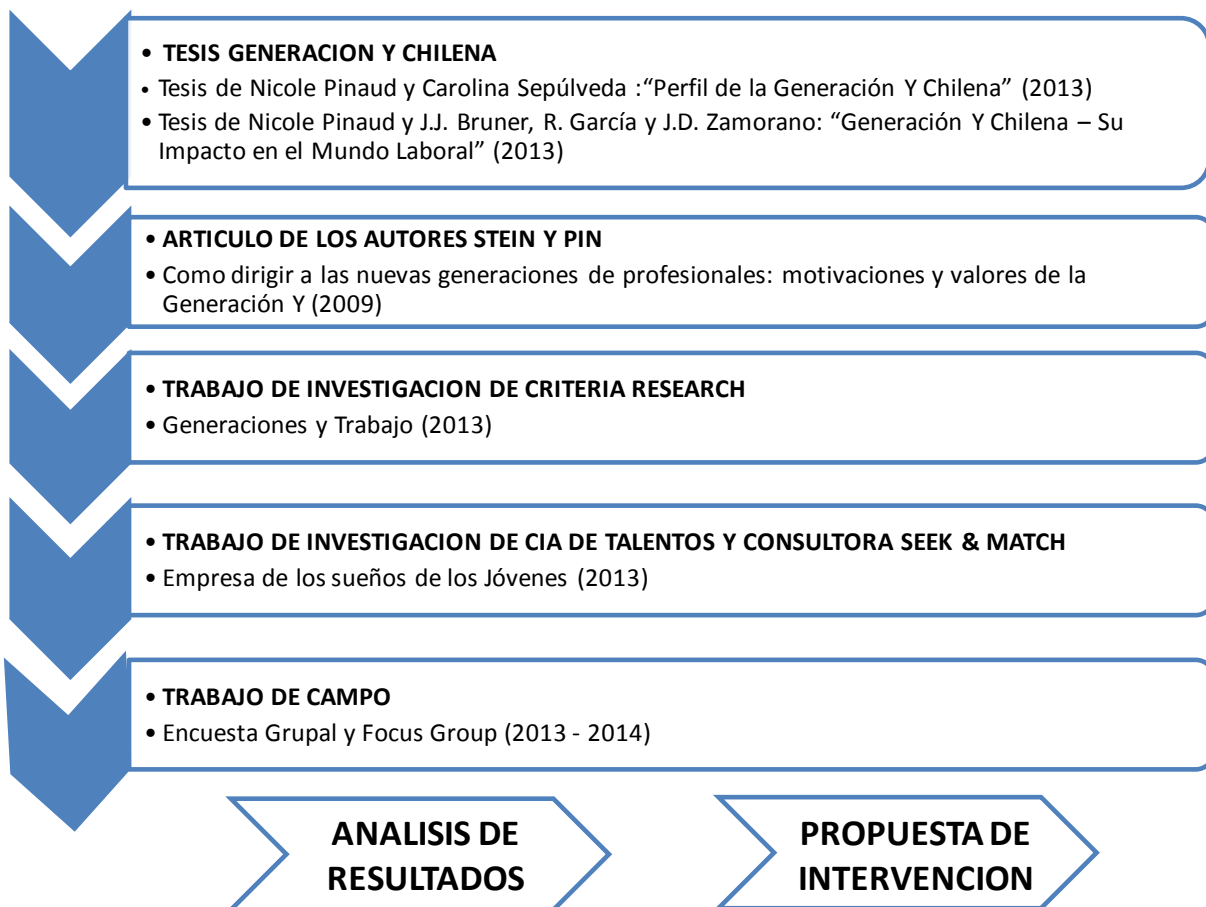 • TESIS GENERACION Y CHILENA
• Tesis de Nicole Pinaud y Carolina Sepúlveda :“Perfil de la Generación Y Chilena” (2013)
• Tesis de Nicole Pinaud y J.J. Bruner, R. García y J.D. Zamorano: “Generación Y Chilena – Su
Impacto en el Mundo Laboral” (2013)
• ARTICULO DE LOS AUTORES STEIN Y PIN
• Como dirigir a las nuevas generaciones de profesionales: motivaciones y valores de la
Generación Y (2009)
• TRABAJO DE INVESTIGACION DE CRITERIA RESEARCH
• Generaciones y Trabajo (2013)
• TRABAJO DE INVESTIGACION DE CIA DE TALENTOS Y CONSULTORA SEEK & MATCH
• Empresa de los sueños de los Jóvenes (2013)
• TRABAJO DE CAMPO
• Encuesta Grupal y Focus Group (2013 - 2014)
ANALISIS DE
RESULTADOS
PROPUESTA DE
INTERVENCION